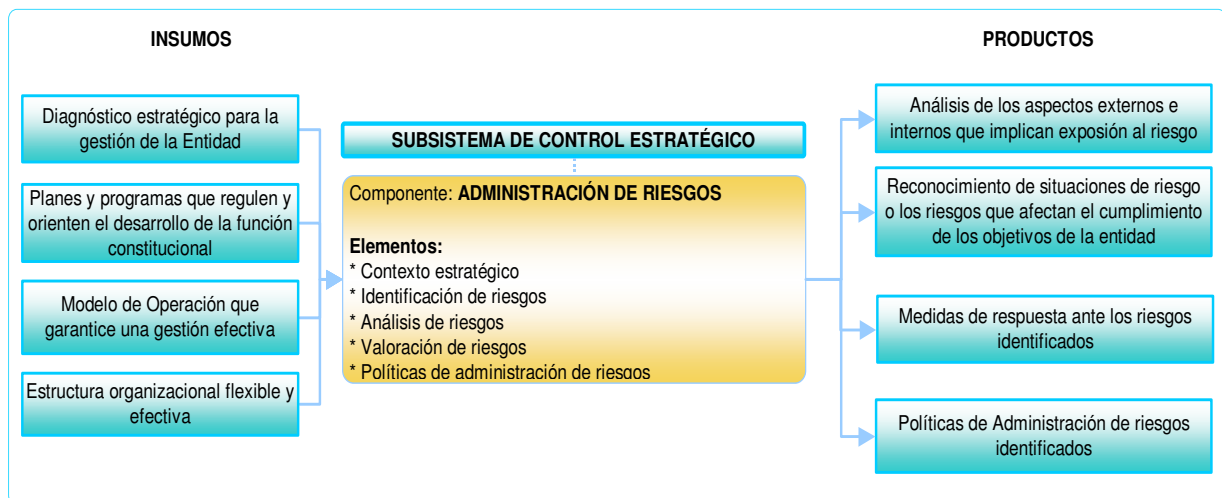 INSUMOS
Diagnóstico estratégico para la
gestión de la Entidad
Planes y programas que regulen y
orienten el desarrollo de la función
constitucional
Modelo de Operación que
garantice una gestión efectiva
Estructura organizacional flexible y
efectiva
SUBSISTEMA DE CONTROL ESTRATÉGICO
Componente: ADMINISTRACIÓN DE RIESGOS
Elementos:
* Contexto estratégico
* Identificación de riesgos
* Análisis de riesgos
* Valoración de riesgos
* Políticas de administración de riesgos
PRODUCTOS
Análisis de los aspectos externos e
internos que implican exposión al riesgo
Reconocimiento de situaciones de riesgo
o los riesgos que afectan el cumplimiento
de los objetivos de la entidad
Medidas de respuesta ante los riesgos
identificados
Políticas de Administración de riesgos
identificados